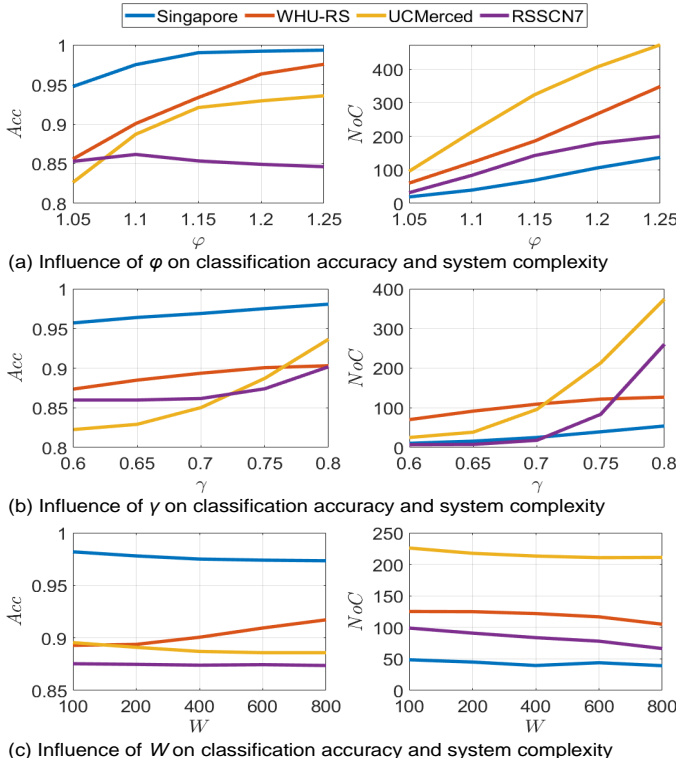 Singapore WHU-RS UCMerced RSSCN7
1
0.95
0.9
0.85
0.8
Acc
1.05 1.1 1.15 1.2 1.25
φ
400
300
200
100
0
NoC
1.05 1.1 1.15 1.2 1.25
φ
(a) Influence of φ on classification accuracy and system complexity
1
0.95
0.9
0.85
0.8
Acc
0.6 0.65 0.7 0.75 0.8
γ
400
300
200
100
0
NoC
0.6 0.65 0.7 0.75 0.8
γ
(b) Influence of γ on classification accuracy and system complexity
1
0.95
0.9
0.85
Acc
100 200 400 600 800
W
250
200
150
100
50
0
NoC
100 200 400 600 800
W
(c) Influence of W on classification accuracy and system complexity